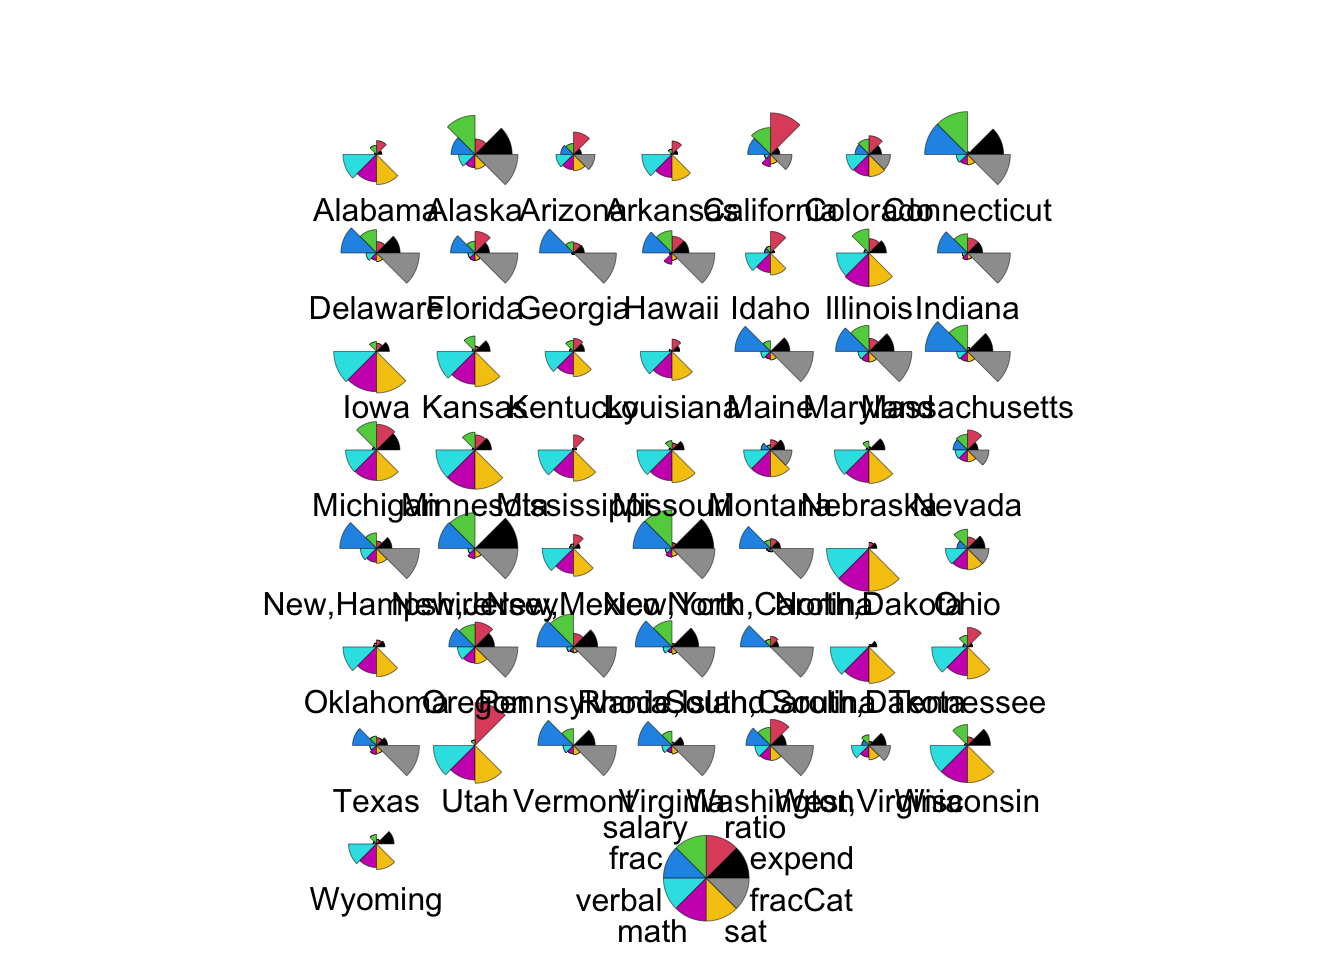 Alabama Alaska Arizona Arkansas California Colorado Connecticut
Delaware Florida Georgia Hawaii Idaho Illinois Indiana
Iowa Kansas Kentucky Louisiana Maine Maryland Massachusetts
Michigan Minnesota Mississippi Missouri Montana Nebraska Nevada
New,Hampshire New,Jersey New,Mexico New,York North,Carolina North,Dakota Ohio
Oklahoma Oregon Pennsylvania Rhode,Island South,Carolina South,Dakota Tennessee
Texas Utah Vermont Virginia Washington, West,Virginia Wisconsin
salary ratio
frac expend
Wyoming verbal fracCat
math sat